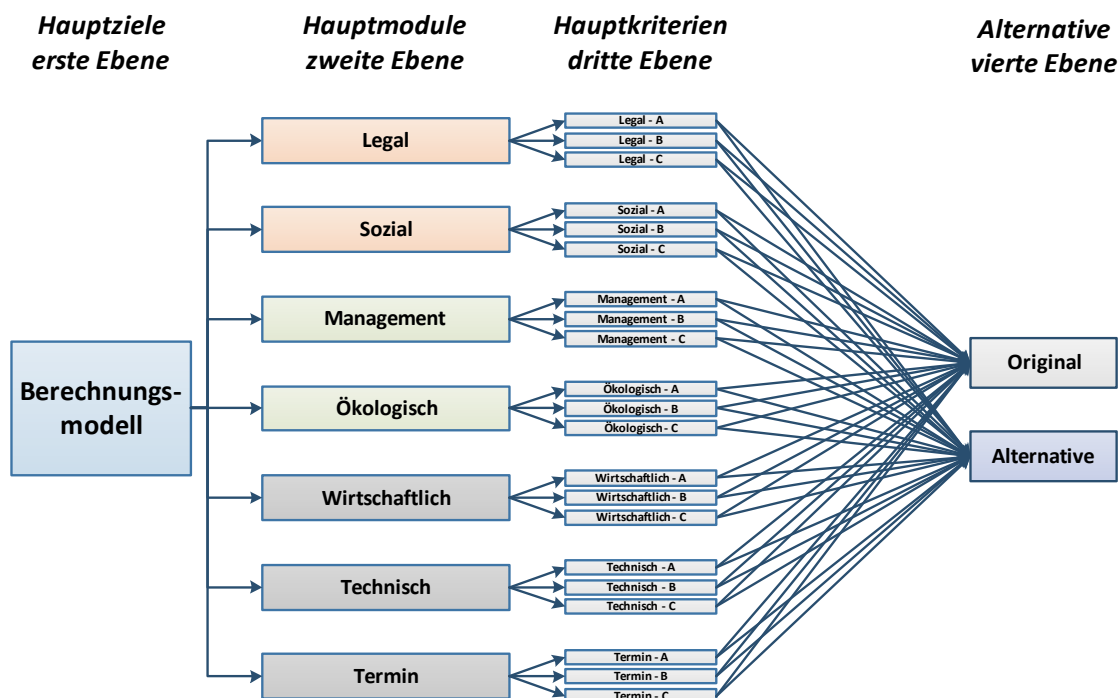 Hauptziele
erste Ebene
Hauptmodule
zweite Ebene
Hauptkriterien
dritte Ebene
Alternative
vierte Ebene
Berechnungs-
modell
Legal
Legal - A
Legal - B
Legal - C
Sozial
Sozial - A
Sozial - B
Sozial - C
Management
Management - A
Management - B
Management - C
Ökologisch
Ökologisch - A
Ökologisch - B
Ökologisch - C
Wirtschaftlich
Wirtschaftlich - A
Wirtschaftlich - B
Wirtschaftlich - C
Technisch
Technisch - A
Technisch - B
Technisch - C
Termin
Termin - A
Termin - B
Termin - C
Original
Alternative